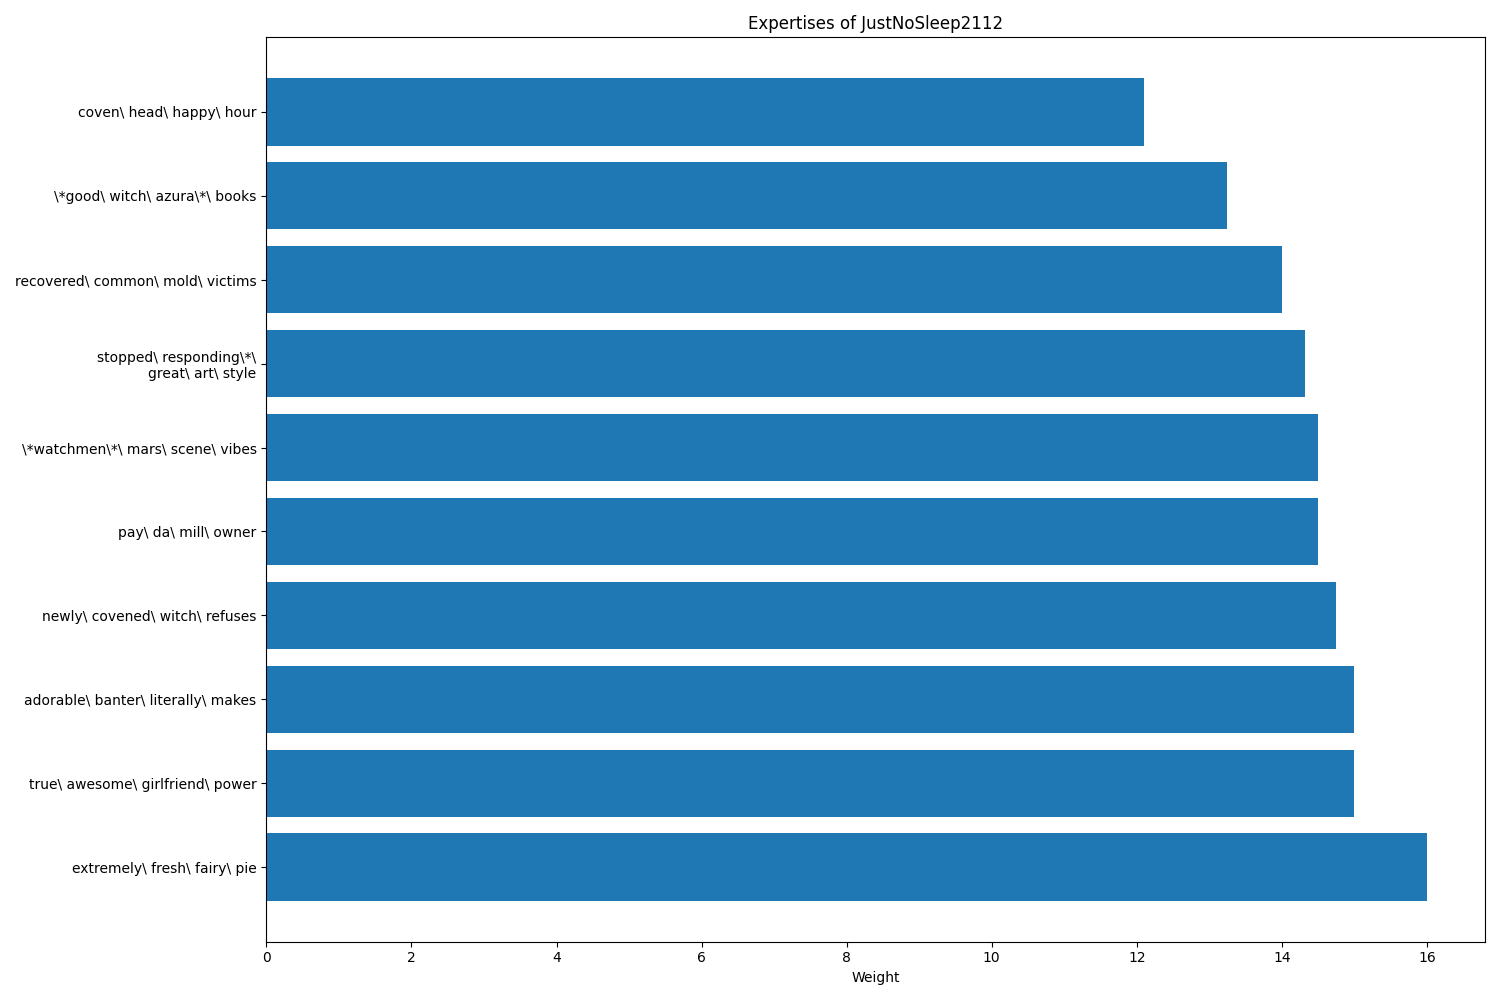 Expertises of JustNoSleep2112
coven\ head\ happy\ hour
\*good\ witch\ azura\*\ books
recovered\ common\ mold\ victims
stopped\ responding\*\
great\ art\ style
\*watchmen\*\ mars\ scene\ vibes
pay\ da\ mill\ owner
newly\ covened\ witch\ refuses
adorable\ banter\ literally\ makes
true\ awesome\ girlfriend\ power
extremely\ fresh\ fairy\ pie
0 2 4 6 8 10 12 14 16
Weight